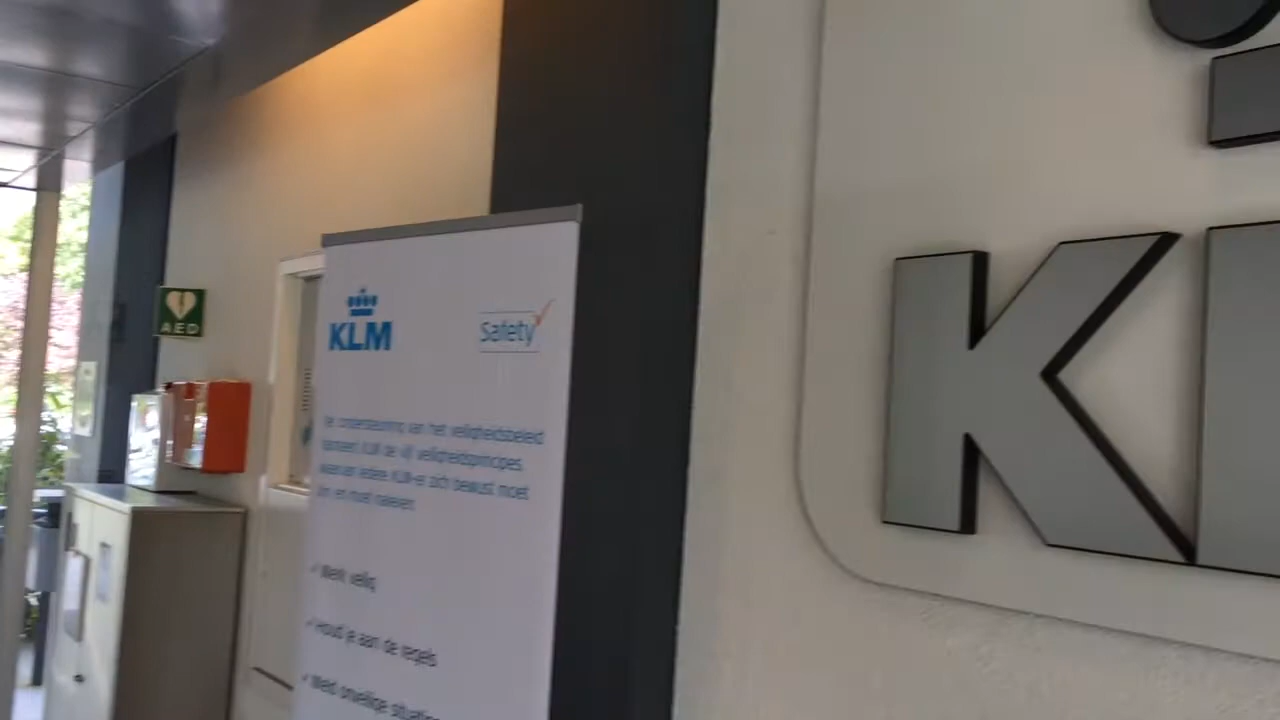 AED
KLM
Safety
Ter ondersteuning van het veiligheidsbeleid
hanteert KLM de vijf veiligheidsprincipes
waarvan iedere KLM-er zich bewust moet
zijn en moet naleven.
Werk veilig
Houd je aan de regels
Meld onveilige situaties
KL